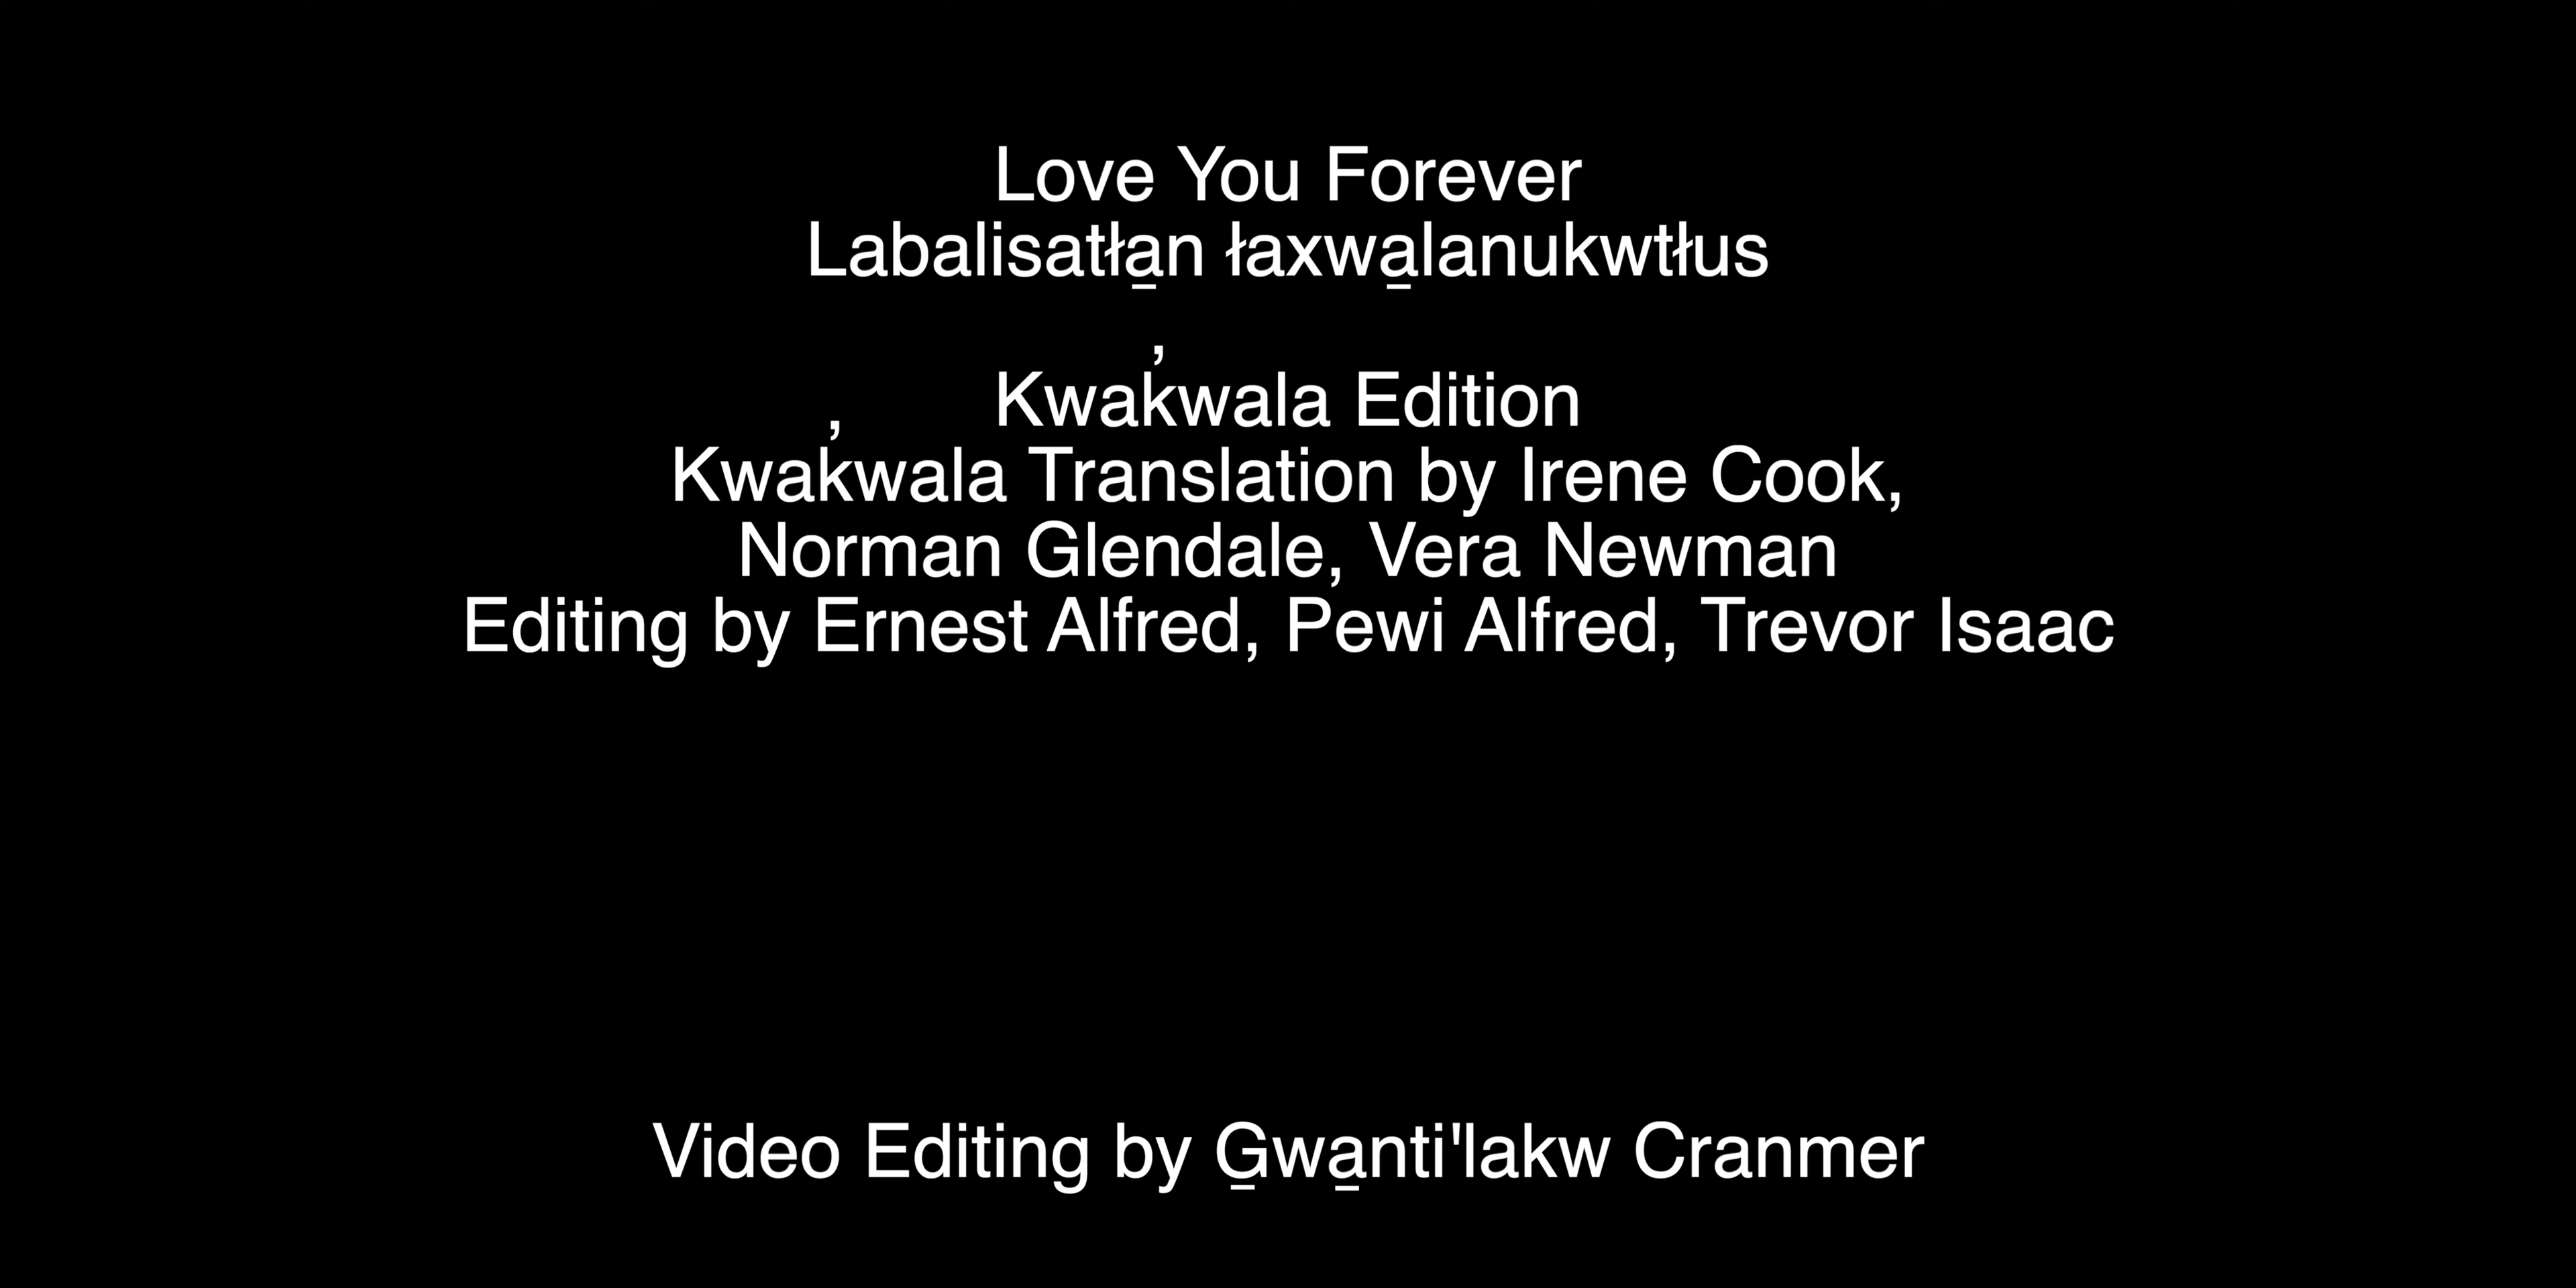 Love You Forever
Labalisatła̱n łaxwa̱lanukwtłus
Kwak̓wala Edition
Kwak̓wala Translation by Irene Cook,
Norman Glendale, Vera Newman
Editing by Ernest Alfred, Pewi Alfred, Trevor Isaac
Video Editing by G̱wa̱nti'lakw Cranmer